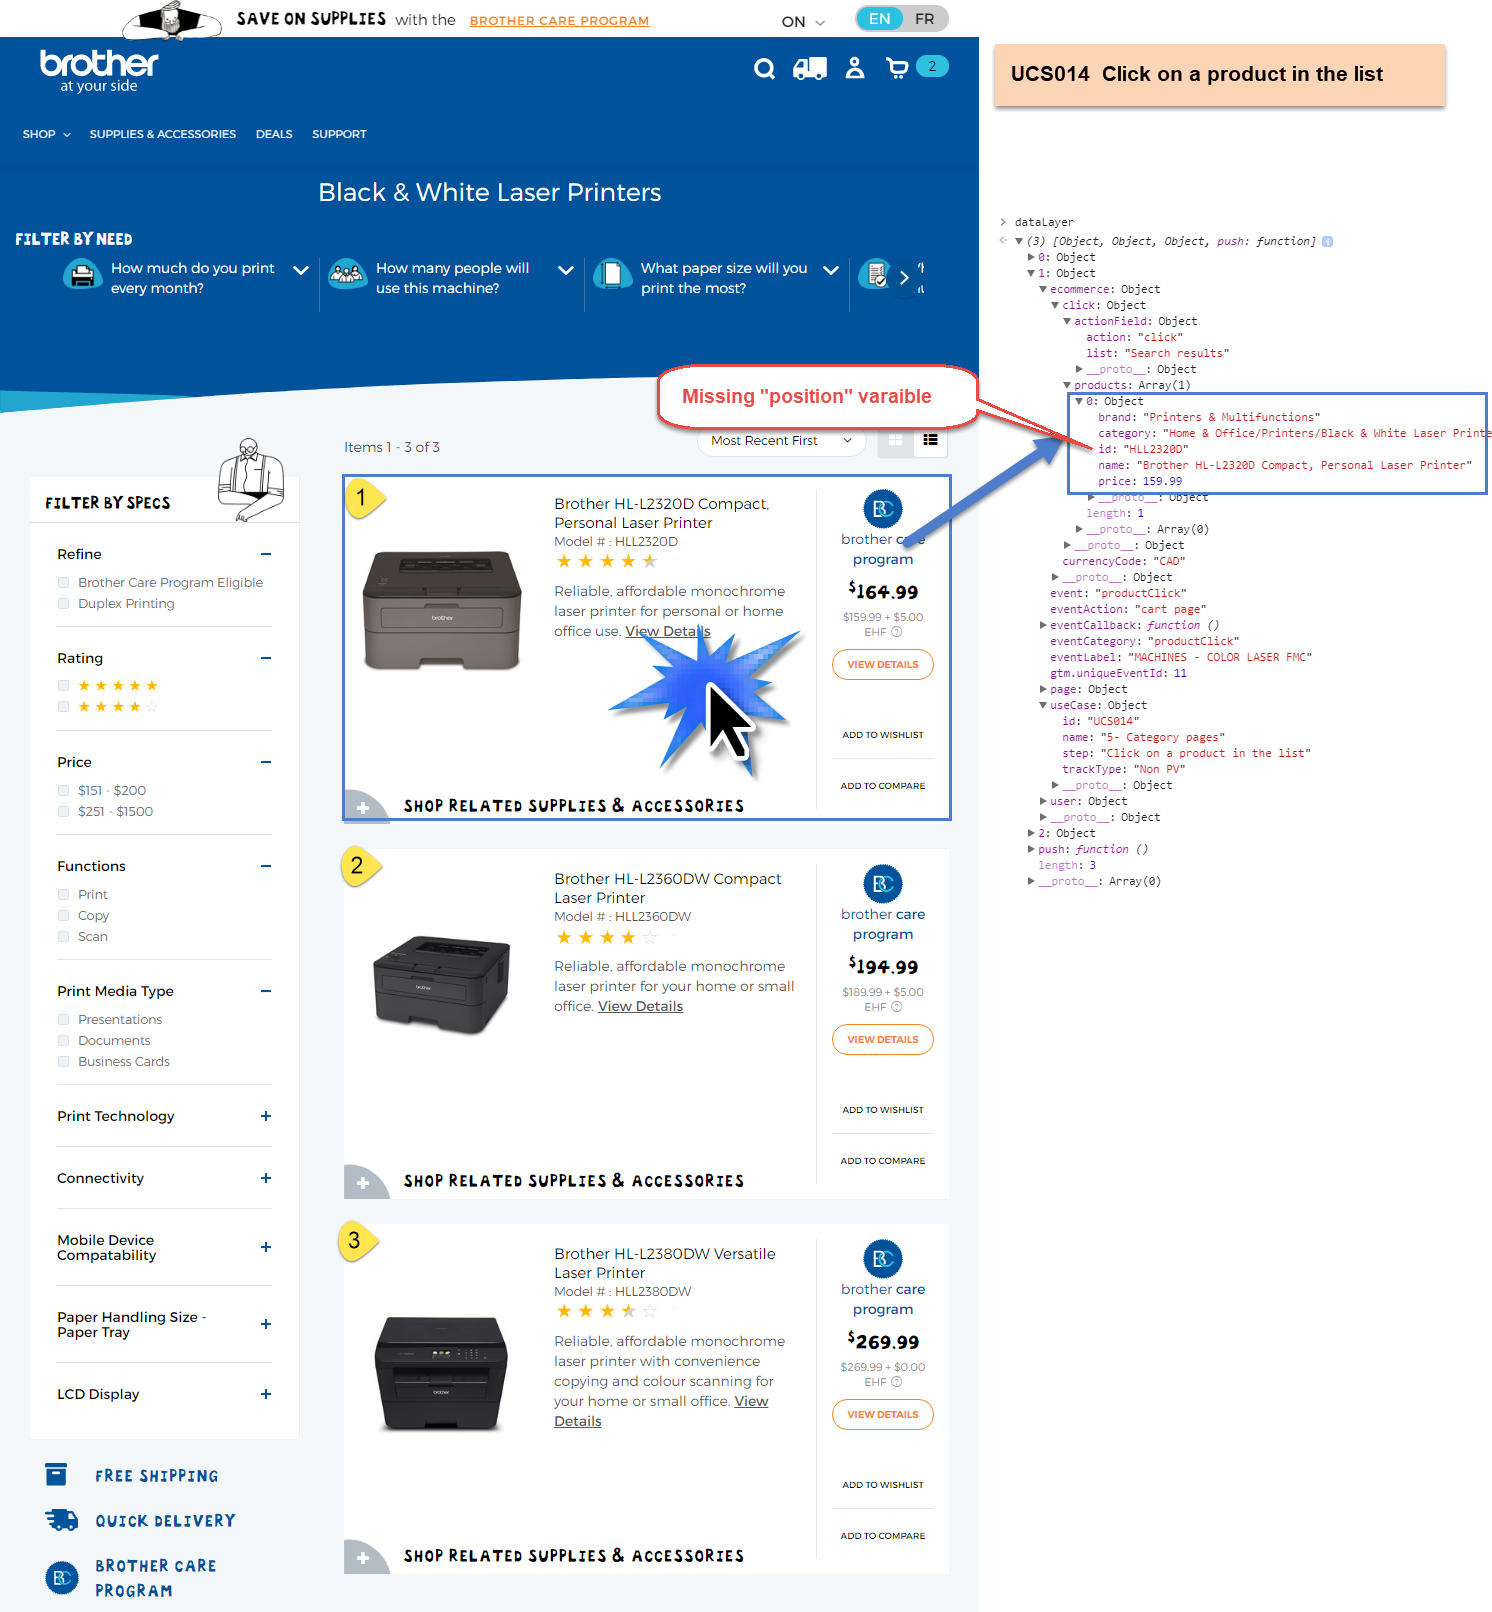 SAVE ON SUPPLIES with the BROTHER CARE PROGRAM
ON
EN FR
brother
at your side
2
SHOP SUPPLIES & ACCESSORIES DEALS SUPPORT
Black & White Laser Printers
FILTER BY NEED
How much do you print
every month?
How many people will
use this machine?
What paper size will you
print the most?
Items 1 - 3 of 3
Most Recent First
FILTER BY SPECS
Refine
Brother Care Program Eligible
Duplex Printing
Rating
Price
$151 - $200
$251 - $1500
Functions
Print
Copy
Scan
Print Media Type
Presentations
Documents
Business Cards
Print Technology
Connectivity
Mobile Device
Compatability
Paper Handling Size -
Paper Tray
LCD Display
FREE SHIPPING
QUICK DELIVERY
BC
BROTHER CARE
PROGRAM
1
brother
Brother HL-L2320D Compact,
Personal Laser Printer
Model # : HLL2320D
Reliable, affordable monochrome
laser printer for personal or home
office use. View Details
BC
brother care
program
$164.99
$159.99 + $5.00
EHF ?
VIEW DETAILS
ADD TO WISHLIST
ADD TO COMPARE
SHOP RELATED SUPPLIES & ACCESSORIES
2
brother
Brother HL-L2360DW Compact
Laser Printer
Model # : HLL2360DW
Reliable, affordable monochrome
laser printer for your home or small
office. View Details
BC
brother care
program
$194.99
$189.99 + $5.00
EHF ?
VIEW DETAILS
ADD TO WISHLIST
ADD TO COMPARE
SHOP RELATED SUPPLIES & ACCESSORIES
3
brother
Brother HL-L2380DW Versatile
Laser Printer
Model # : HLL2380DW
Reliable, affordable monochrome
laser printer with convenience
copying and colour scanning for
your home or small office. View
Details
BC
brother care
program
$269.99
$269.99 + $0.00
EHF ?
VIEW DETAILS
ADD TO WISHLIST
ADD TO COMPARE
SHOP RELATED SUPPLIES & ACCESSORIES
UCS014 Click on a product in the list
Missing "position" varaible
dataLayer
(3) [Object, Object, Object, push: function] i
0: Object
1: Object
ecommerce: Object
click: Object
actionField: Object
action: "click"
list: "Search results"
__proto__: Object
products: Array(1)
0: Object
brand: "Printers & Multifunctions"
category: "Home & Office/Printers/Black & White Laser Printe
id: "HLL2320D"
name: "Brother HL-L2320D Compact, Personal Laser Printer"
price: 159.99
__proto__: Object
length: 1
__proto__: Array(0)
__proto__: Object
currencyCode: "CAD"
__proto__: Object
event: "productClick"
eventAction: "cart page"
eventCallback: function ()
eventCategory: "productClick"
eventLabel: "MACHINES - COLOR LASER FMC"
gtm.uniqueEventId: 11
page: Object
useCase: Object
id: "UCS014"
name: "5- Category pages"
step: "Click on a product in the list"
trackType: "Non PV"
__proto__: Object
user: Object
__proto__: Object
2: Object
push: function ()
length: 3
__proto__: Array(0)